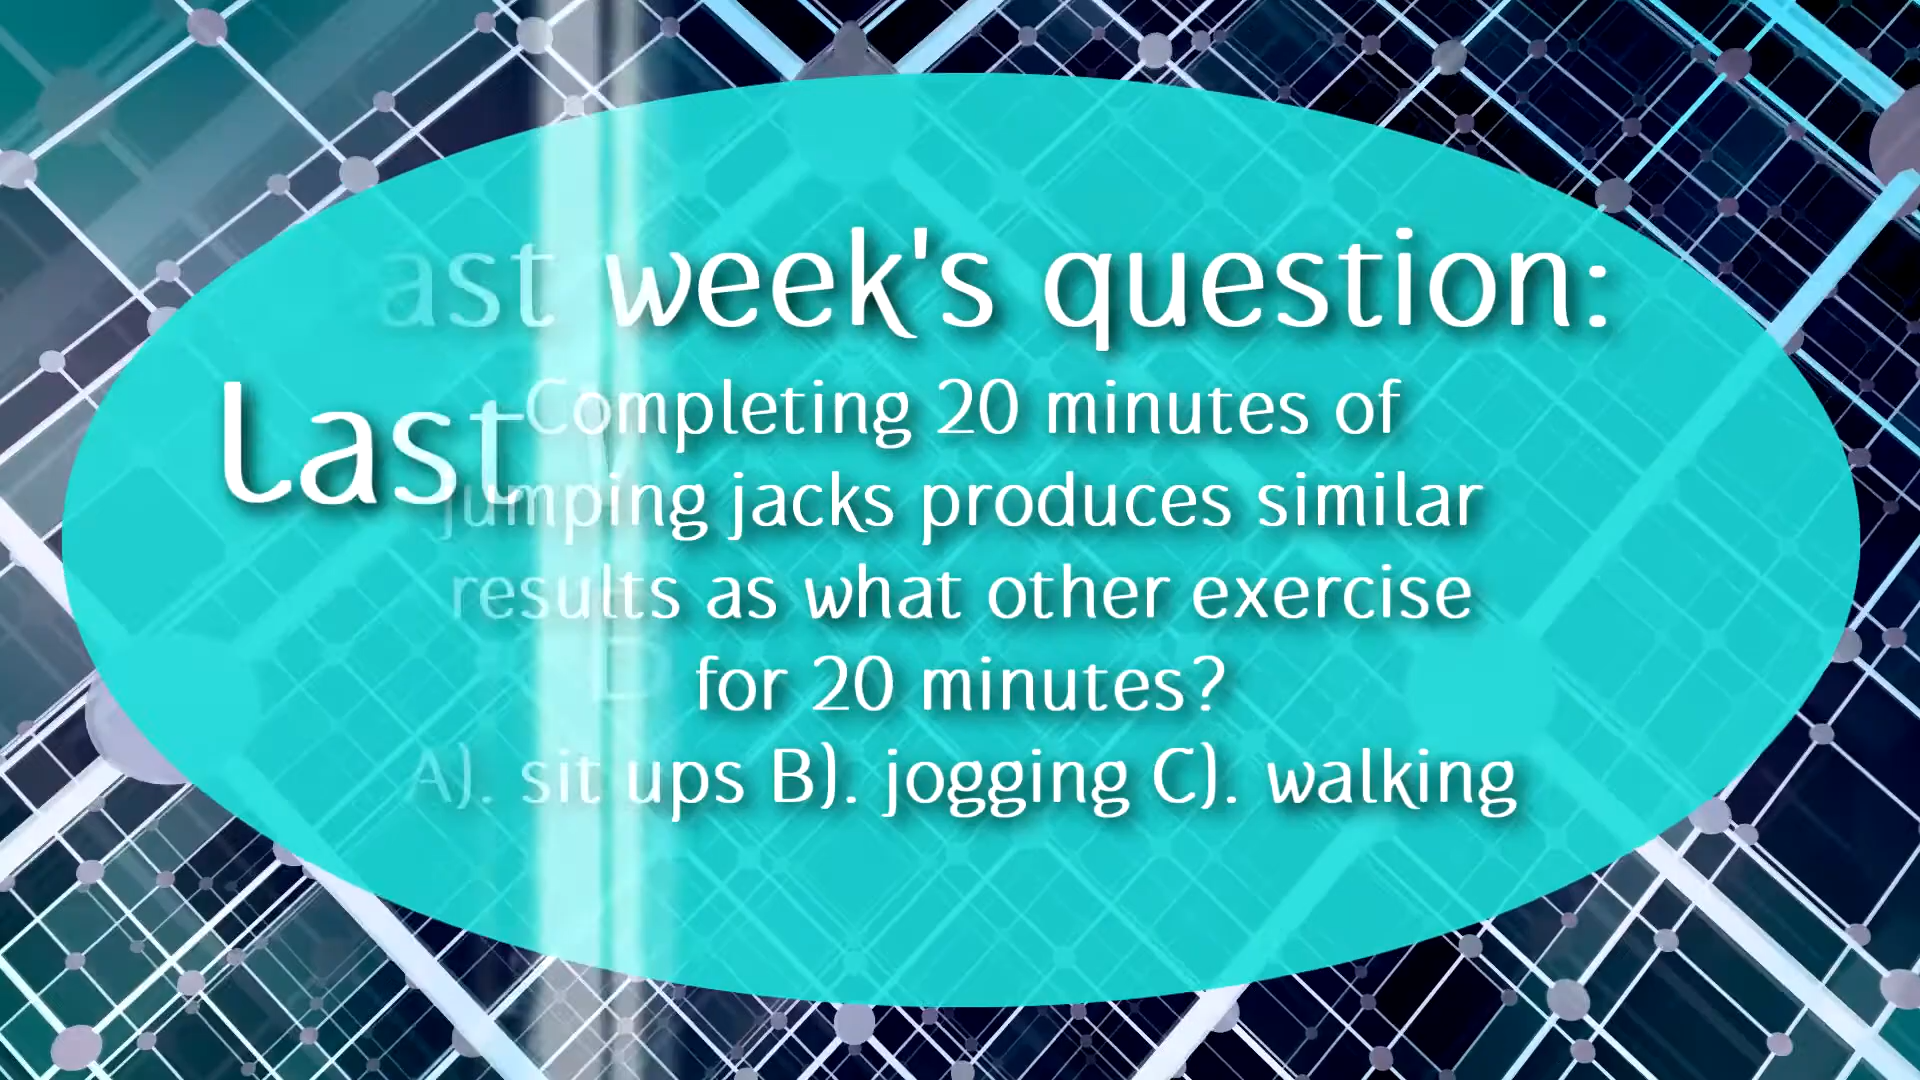 Last week's question:
Last
Completing 20 minutes of
jumping jacks produces similar
results as what other exercise
for 20 minutes?
A). sit ups B). jogging C). walking